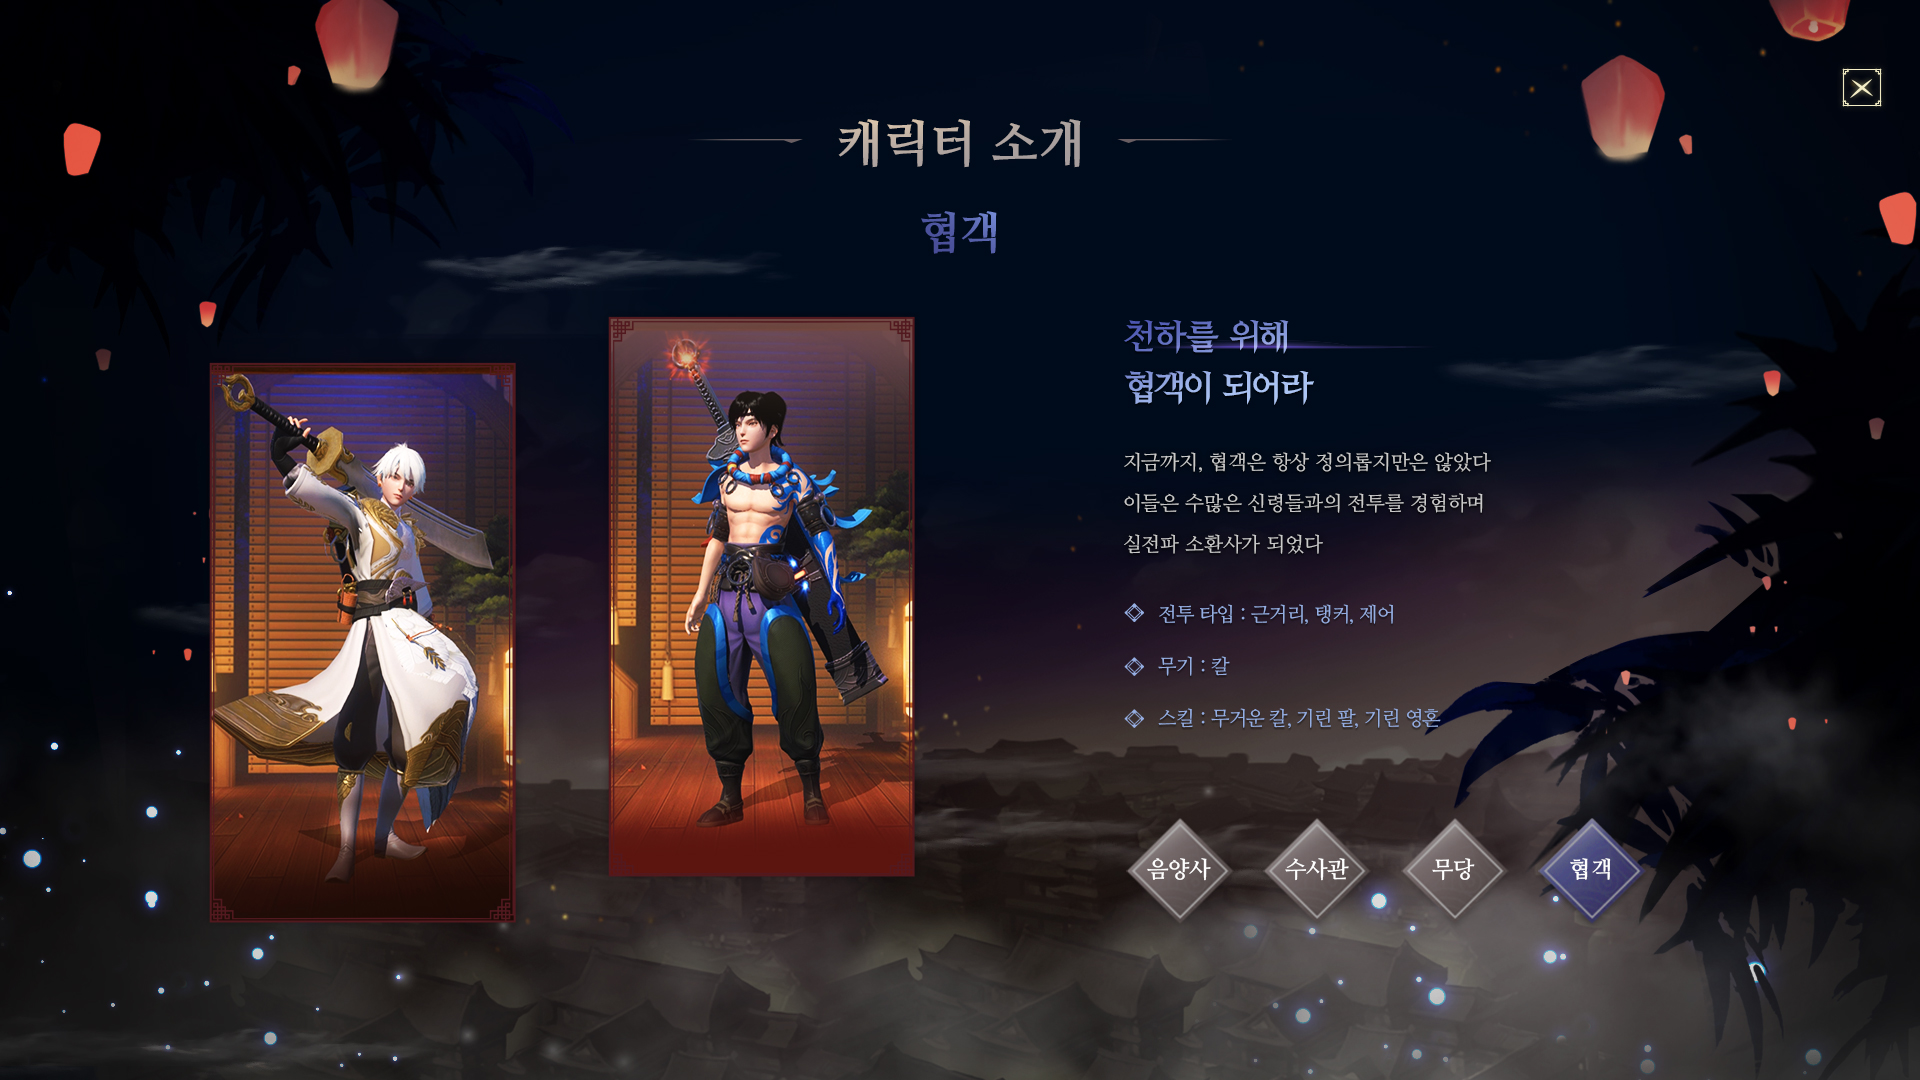 캐릭터 소개
협객
천하를 위해
협객이 되어라
지금까지, 협객은 항상 정의롭지만은 않았다
이들은 수많은 신령들과의 전투를 경험하며
실전파 소환사가 되었다
전투 타입 : 근거리, 탱커, 제어
무기 : 칼
스킬 : 무거운 칼, 기린 팔, 기린 영혼
음양사
수사관
무당
협객